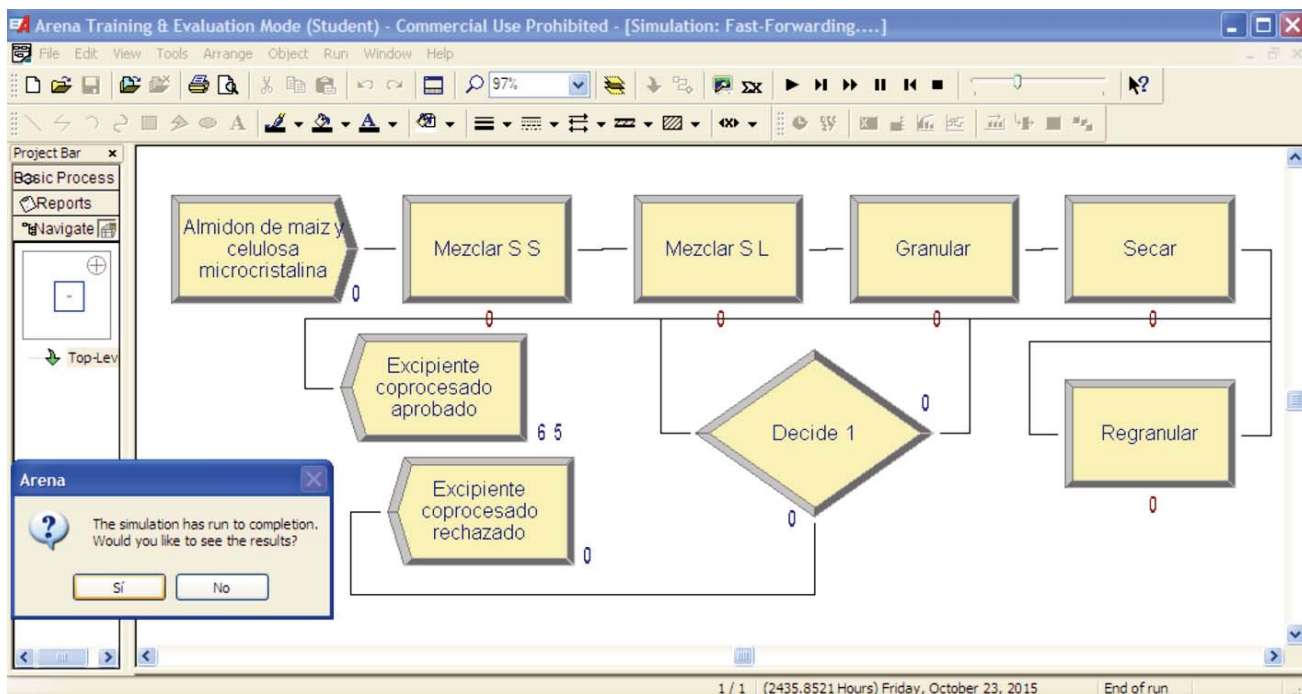 Arena Training & Evaluation Mode (Student) - Commercial Use Prohibited - [Simulation: Fast-Forwarding....]
File Edit View Tools Arrange Object Run Window Help
97%
Project Bar
Basic Process
Reports
Navigate
Top-Lev
Almidon de maiz y
celulosa
microcristalina
0
Mezclar S S
0
Mezclar S L
0
Granular
0
Secar
0
Excipiente
coprocesado
aprobado
6 5
Decide 1
0
0
Regranular
0
Excipiente
coprocesado
rechazado
0
Arena
The simulation has run to completion.
Would you like to see the results?
Sí
No
1 / 1 (2435.8521 Hours) Friday, October 23, 2015 End of run